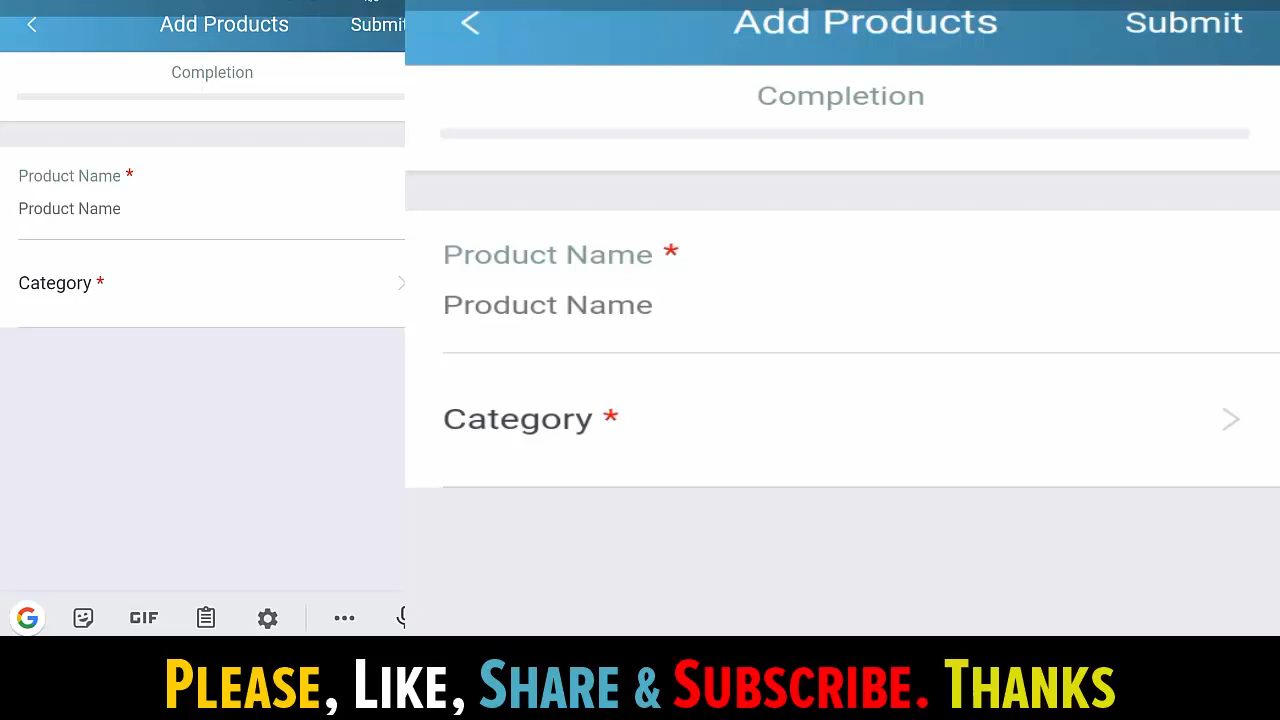 Add Products Submit
Completion
Product Name *
Product Name
Category *
GIF
Add Products Submit
Completion
Product Name *
Product Name
Category *
PLEASE, LIKE, SHARE & SUBSCRIBE. THANKS